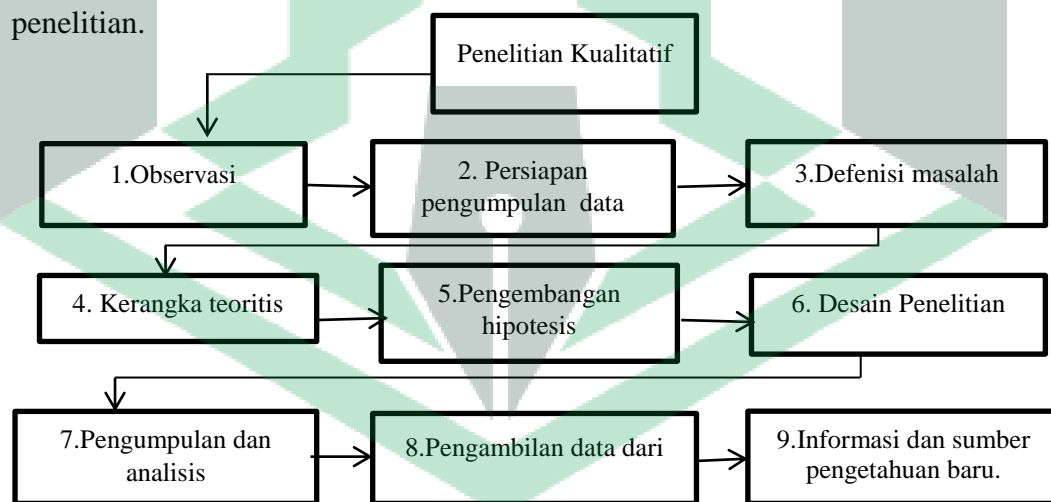 penelitian.
Penelitian Kualitatif
1.Observasi
2. Persiapan
pengumpulan data
3.Defenisi masalah
4. Kerangka teoritis
5.Pengembangan
hipotesis
6. Desain Penelitian
7.Pengumpulan dan
analisis
8.Pengambilan data dari
9.Informasi dan sumber
pengetahuan baru.